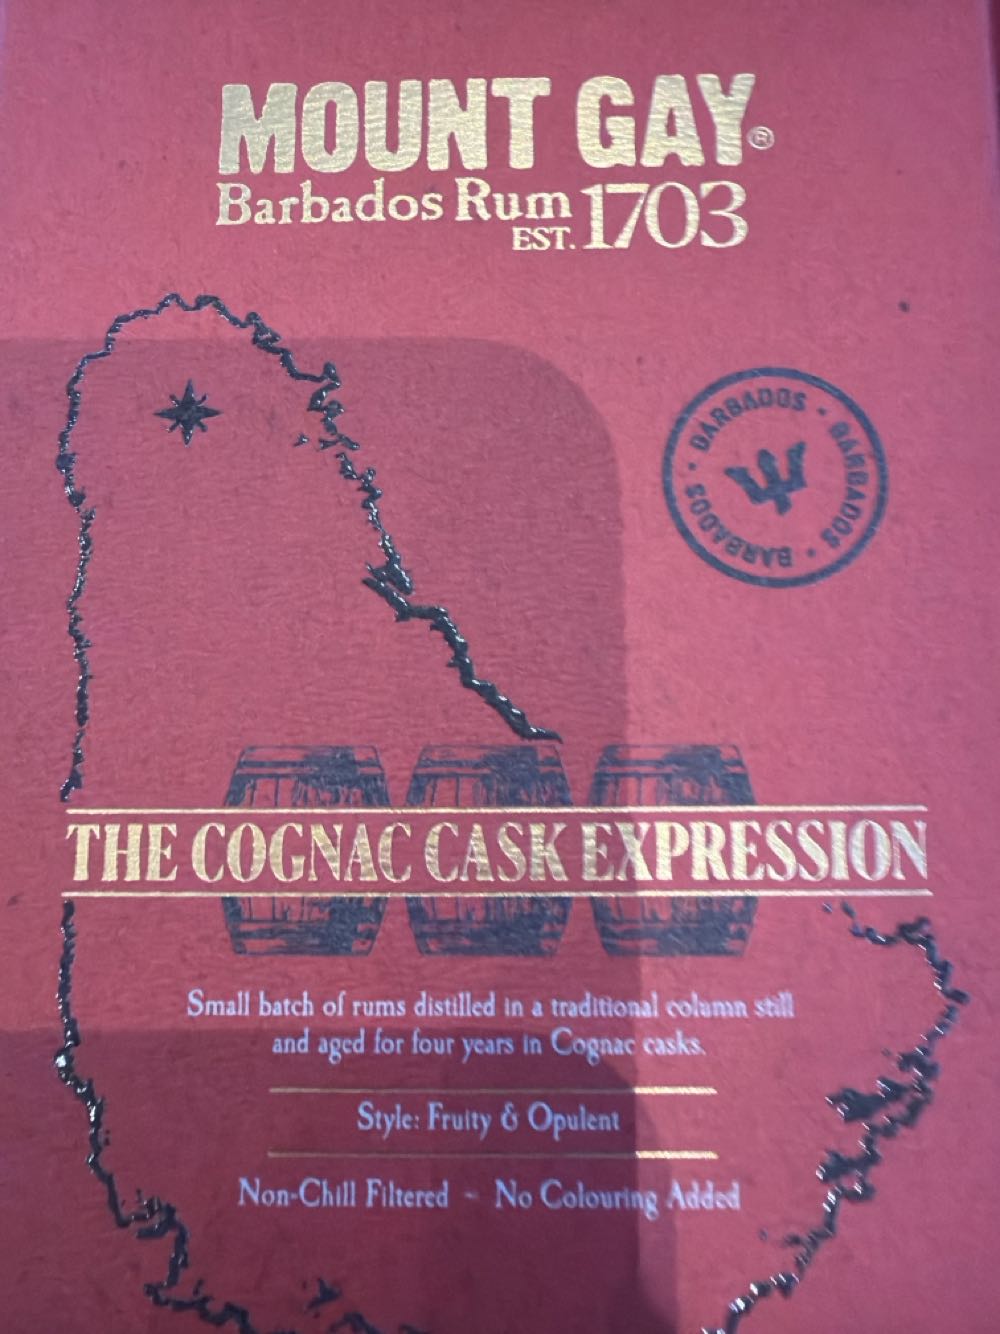 MOUNT GAY®
Barbados Rum
EST. 1703
BARBADOS · BARBADOS · BARBADOS · BARBADOS ·
THE COGNAC CASK EXPRESSION
Small batch of rums distilled in a traditional column still
and aged for four years in Cognac casks.
Style: Fruity & Opulent
Non-Chill Filtered ~ No Colouring Added